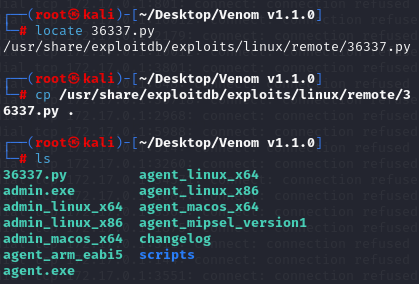 ┌──(root㉿kali)-[~/Desktop/Venom v1.1.0]
└─# locate 36337.py
/usr/share/exploitdb/exploits/linux/remote/36337.py
┌──(root㉿kali)-[~/Desktop/Venom v1.1.0]
└─# cp /usr/share/exploitdb/exploits/linux/remote/3
6337.py .
┌──(root㉿kali)-[~/Desktop/Venom v1.1.0]
└─# ls
36337.py agent_linux_x64
admin.exe agent_linux_x86
admin_linux_x64 agent_macos_x64
admin_linux_x86 agent_mipsel_version1
admin_macos_x64 changelog
agent_arm_eabi5 scripts
agent.exe